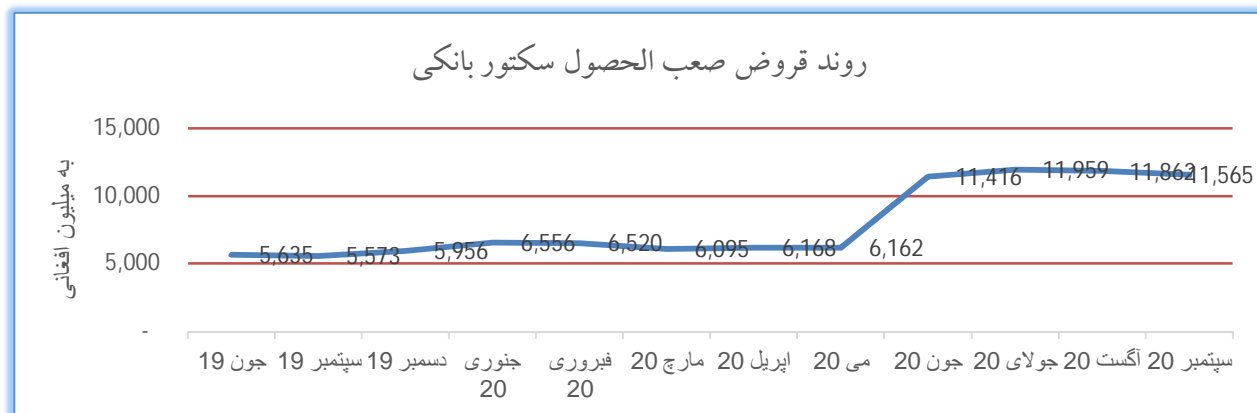 روند قروض صعب الحصول سکتور بانکی
به میلیون افغانی
15,000
10,000
5,000
-
5,635
5,573
5,956
6,556
6,520
6,095
6,168
6,162
11,416
11,959
11,862
11,565
جون 19
سپتمبر 19
دسمبر 19
جنوری
20
فبروری
20
مارچ 20
اپریل 20
می 20
جون 20
جولای 20
آگست 20
سپتمبر 20